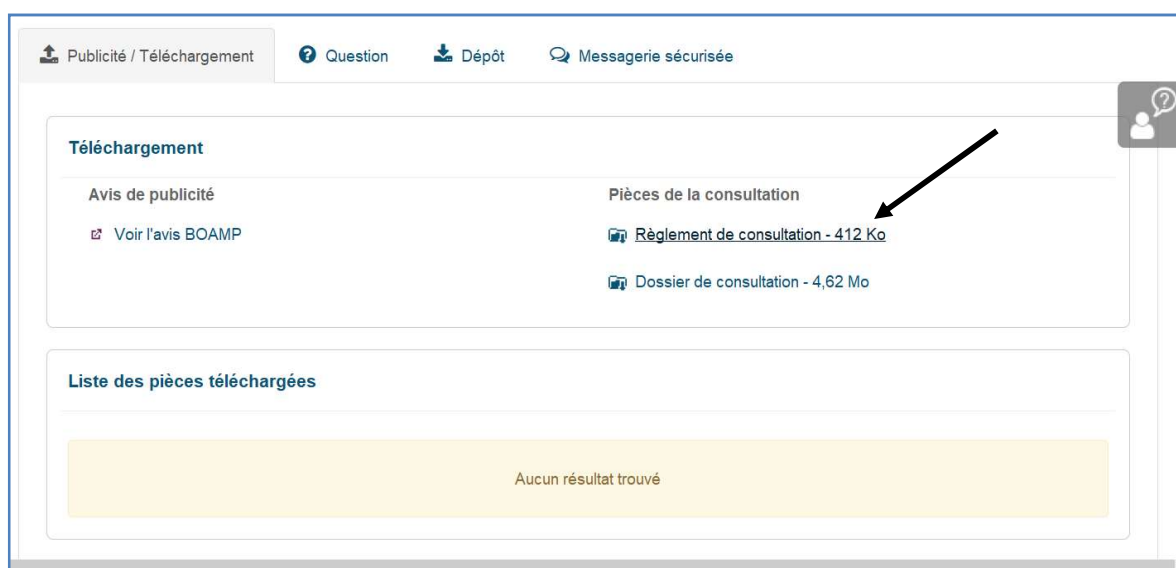 Publicité / Téléchargement
Question
Dépôt
Messagerie sécurisée
Téléchargement
Avis de publicité
Voir l'avis BOAMP
Pièces de la consultation
Règlement de consultation - 412 Ko
Dossier de consultation - 4,62 Mo
Liste des pièces téléchargées
Aucun résultat trouvé